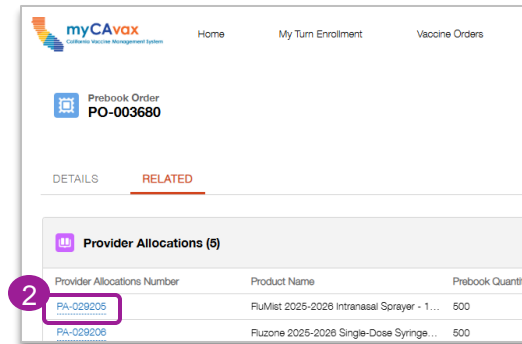 myCAvax
California Vaccine Management System
Home My Turn Enrollment Vaccine Orders
Prebook Order
PO-003680
DETAILS RELATED
Provider Allocations (5)
Provider Allocations Number Product Name Prebook Quantit
2
PA-029205 FluMist 2025-2026 Intranasal Sprayer - 1... 500
PA-029206 Fluzone 2025-2026 Single-Dose Syringe... 500